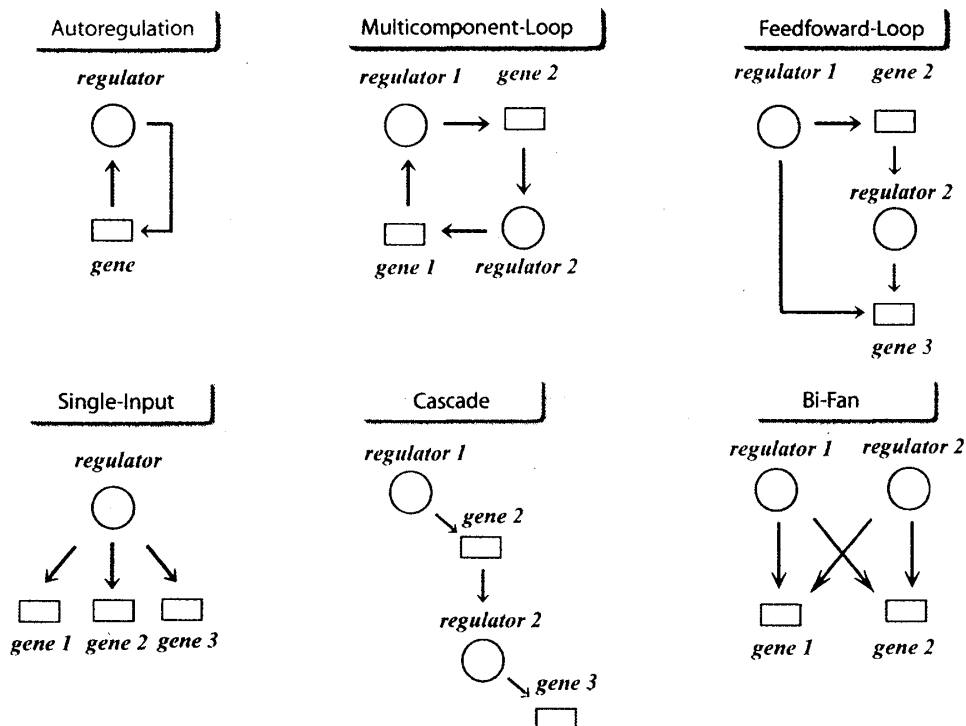 Autoregulation
regulator
gene
Multicomponent-Loop
regulator 1 gene 2
gene 1 regulator 2
Feedfoward-Loop
regulator 1 gene 2
regulator 2
gene 3
Single-Input
regulator
gene 1 gene 2 gene 3
Cascade
regulator 1
gene 2
regulator 2
gene 3
Bi-Fan
regulator 1 regulator 2
gene 1 gene 2